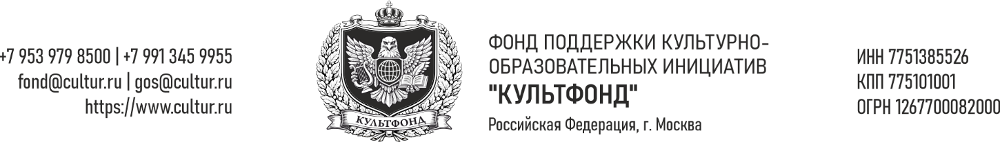 +7 953 979 8500 | +7 991 345 9955
fond@cultur.ru | gos@cultur.ru
https://www.cultur.ru
КУЛЬТФОНД
ФОНД ПОДДЕРЖКИ КУЛЬТУРНО-
ОБРАЗОВАТЕЛЬНЫХ ИНИЦИАТИВ
"КУЛЬТФОНД"
Российская Федерация, г. Москва
ИНН 7751385526
КПП 775101001
ОГРН 1267700082000